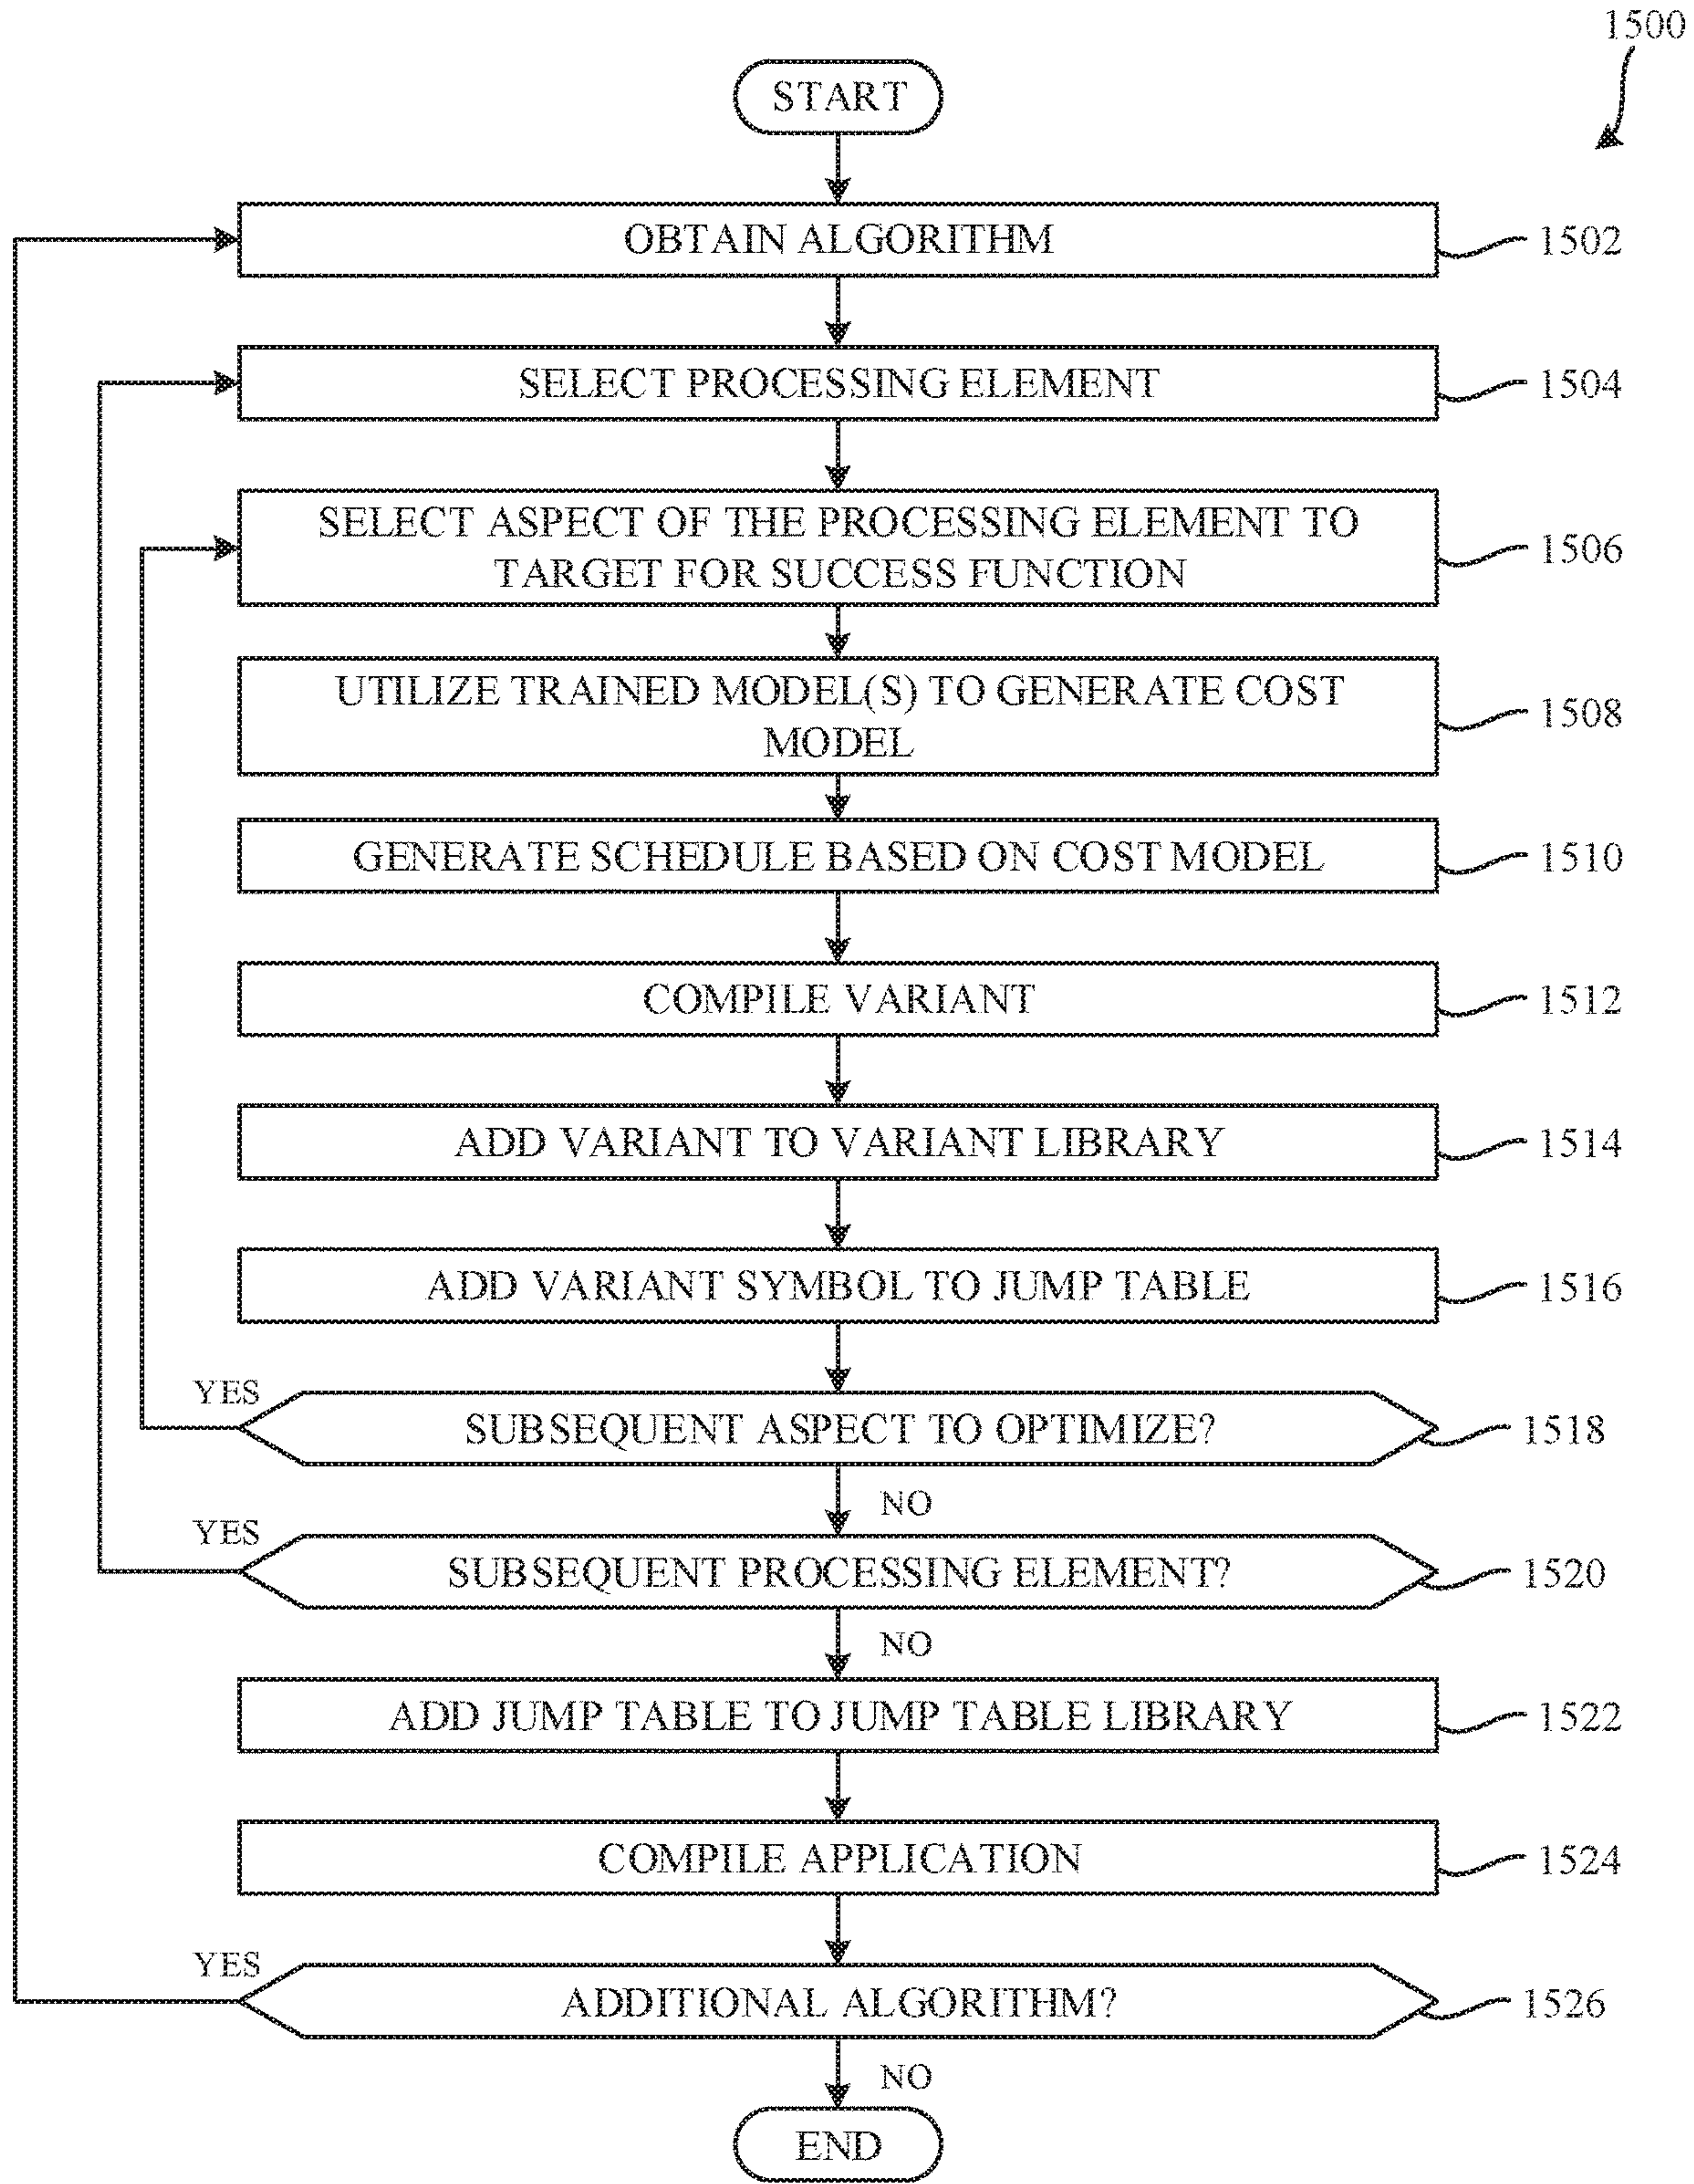 1500
START
OBTAIN ALGORITHM
1502
SELECT PROCESSING ELEMENT
1504
SELECT ASPECT OF THE PROCESSING ELEMENT TO
TARGET FOR SUCCESS FUNCTION
1506
UTILIZE TRAINED MODEL(S) TO GENERATE COST
MODEL
1508
GENERATE SCHEDULE BASED ON COST MODEL
1510
COMPILE VARIANT
1512
ADD VARIANT TO VARIANT LIBRARY
1514
ADD VARIANT SYMBOL TO JUMP TABLE
1516
YES
SUBSEQUENT ASPECT TO OPTIMIZE?
1518
NO
YES
SUBSEQUENT PROCESSING ELEMENT?
1520
NO
ADD JUMP TABLE TO JUMP TABLE LIBRARY
1522
COMPILE APPLICATION
1524
YES
ADDITIONAL ALGORITHM?
1526
NO
END